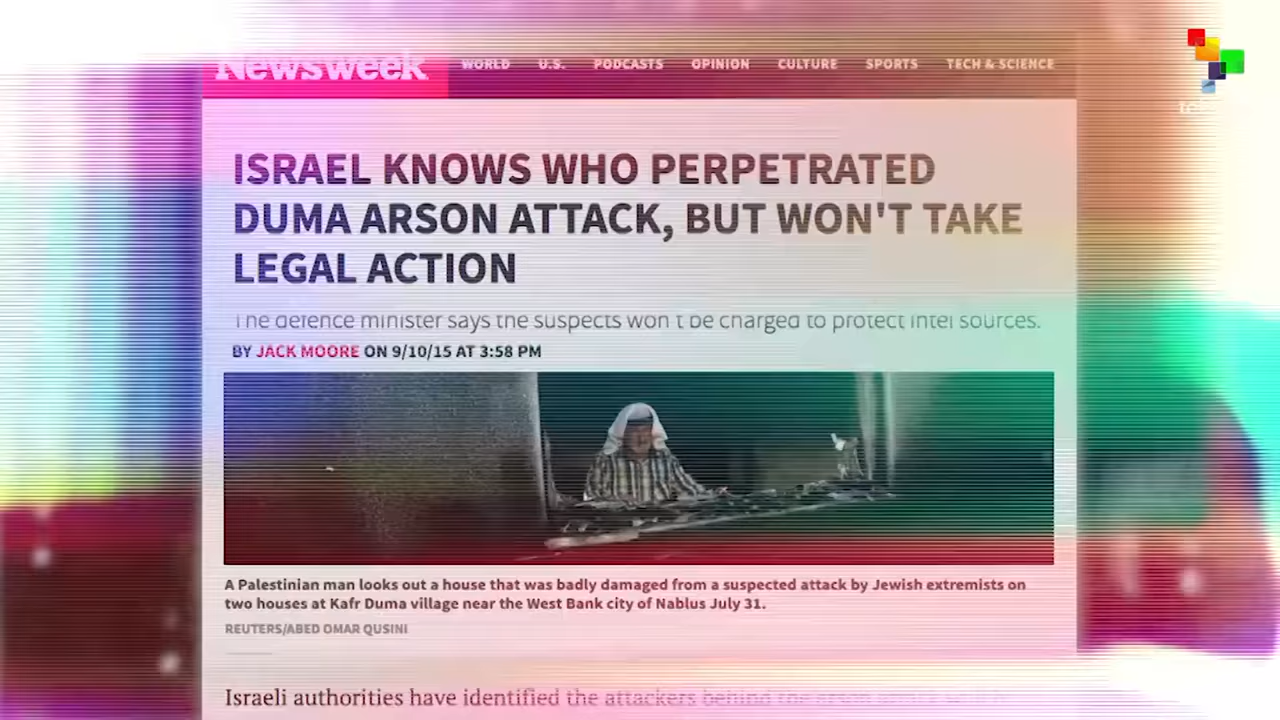 Newsweek WORLD U.S. PODCASTS OPINION CULTURE SPORTS TECH & SCIENCE
ISRAEL KNOWS WHO PERPETRATED
DUMA ARSON ATTACK, BUT WON'T TAKE
LEGAL ACTION
The defence minister says the suspects won't be charged to protect intel sources.
BY JACK MOORE ON 9/10/15 AT 3:58 PM
A Palestinian man looks out a house that was badly damaged from a suspected attack by Jewish extremists on
two houses at Kafr Duma village near the West Bank city of Nablus July 31.
REUTERS/ABED OMAR QUSINI
Israeli authorities have identified the attackers behind the arson attack